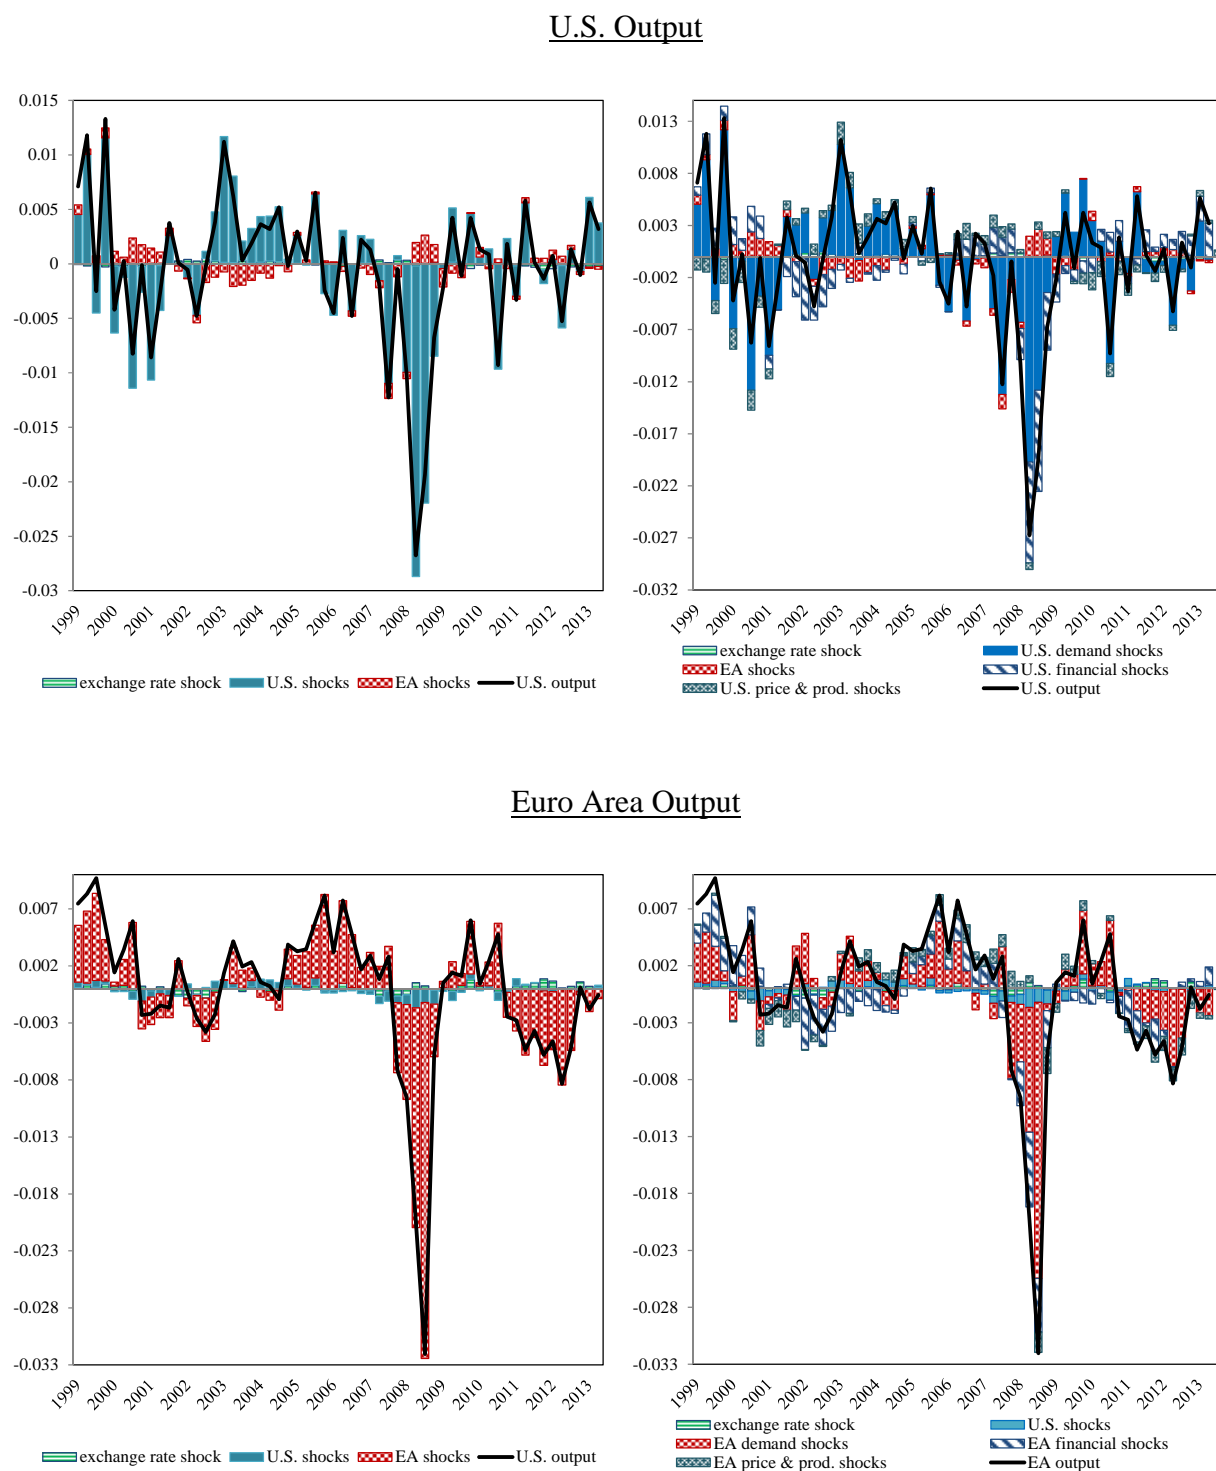 U.S. Output
0.015
0.01
0.005
0
-0.005
-0.01
-0.015
-0.02
-0.025
-0.03
1999 2000 2001 2002 2003 2004 2005 2006 2007 2008 2009 2010 2011 2012 2013
exchange rate shock U.S. shocks EA shocks U.S. output
0.013
0.008
0.003
-0.002
-0.007
-0.012
-0.017
-0.022
-0.027
-0.032
1999 2000 2001 2002 2003 2004 2005 2006 2007 2008 2009 2010 2011 2012 2013
exchange rate shock U.S. demand shocks
EA shocks U.S. financial shocks
U.S. price & prod. shocks U.S. output
Euro Area Output
0.007
0.002
-0.003
-0.008
-0.013
-0.018
-0.023
-0.028
-0.033
1999 2000 2001 2002 2003 2004 2005 2006 2007 2008 2009 2010 2011 2012 2013
exchange rate shock U.S. shocks EA shocks U.S. output
0.007
0.002
-0.003
-0.008
-0.013
-0.018
-0.023
-0.028
-0.033
1999 2000 2001 2002 2003 2004 2005 2006 2007 2008 2009 2010 2011 2012 2013
exchange rate shock U.S. shocks
EA demand shocks EA financial shocks
EA price & prod. shocks EA output